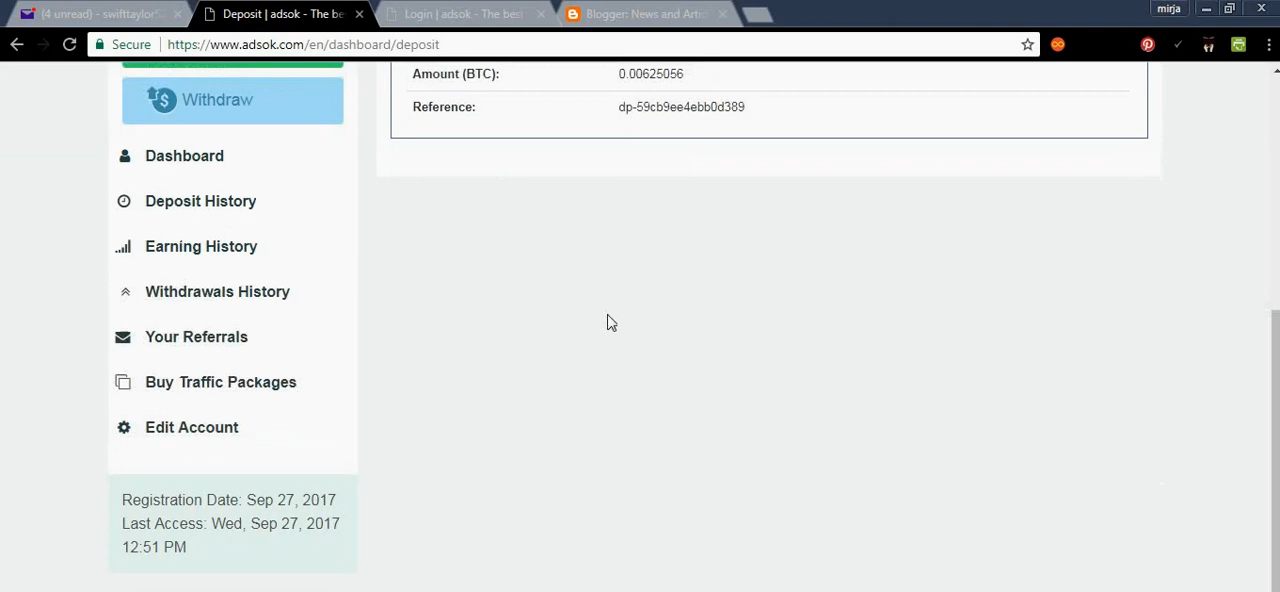 (4 unread) - swifttaylor
Deposit | adsok - The be
Login | adsok - The bes
Blogger: News and Artic
mirja
Secure
https://www.adsok.com/en/dashboard/deposit
Withdraw
Dashboard
Deposit History
Earning History
Withdrawals History
Your Referrals
Buy Traffic Packages
Edit Account
Registration Date: Sep 27, 2017
Last Access: Wed, Sep 27, 2017
12:51 PM
Amount (BTC): 0.00625056
Reference: dp-59cb9ee4ebb0d389